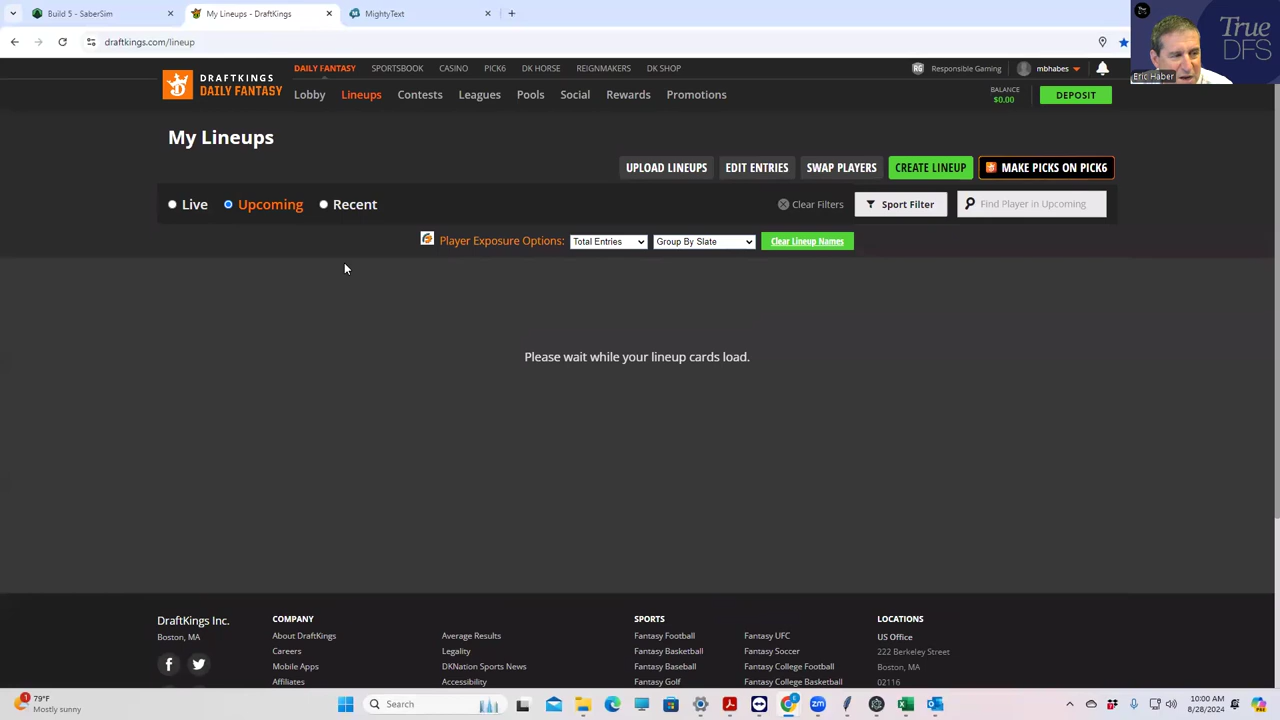 Build 5 - SaberSim
My Lineups - DraftKings
MightyText
draftkings.com/lineup
True
DFS
Eric Haber
DRAFTKINGS
DAILY FANTASY
DAILY FANTASY SPORTSBOOK CASINO PICK6 DK HORSE REIGNMAKERS DK SHOP
RG Responsible Gaming mbhabes
Lobby Lineups Contests Leagues Pools Social Rewards Promotions
BALANCE
$0.00
DEPOSIT
My Lineups
UPLOAD LINEUPS EDIT ENTRIES SWAP PLAYERS CREATE LINEUP MAKE PICKS ON PICK6
Live Upcoming Recent
Clear Filters Sport Filter Find Player in Upcoming
Player Exposure Options: Total Entries Group By Slate Clear Lineup Names
Please wait while your lineup cards load.
DraftKings Inc.
Boston, MA
COMPANY
About DraftKings
Careers
Mobile Apps
Affiliates
Average Results
Legality
DKNation Sports News
Accessibility
SPORTS
Fantasy Football
Fantasy Basketball
Fantasy Baseball
Fantasy Golf
Fantasy UFC
Fantasy Soccer
Fantasy College Football
Fantasy College Basketball
LOCATIONS
US Office
222 Berkeley Street
Boston, MA
02116
1
79°F
Mostly sunny
Search
10:00 AM
8/28/2024